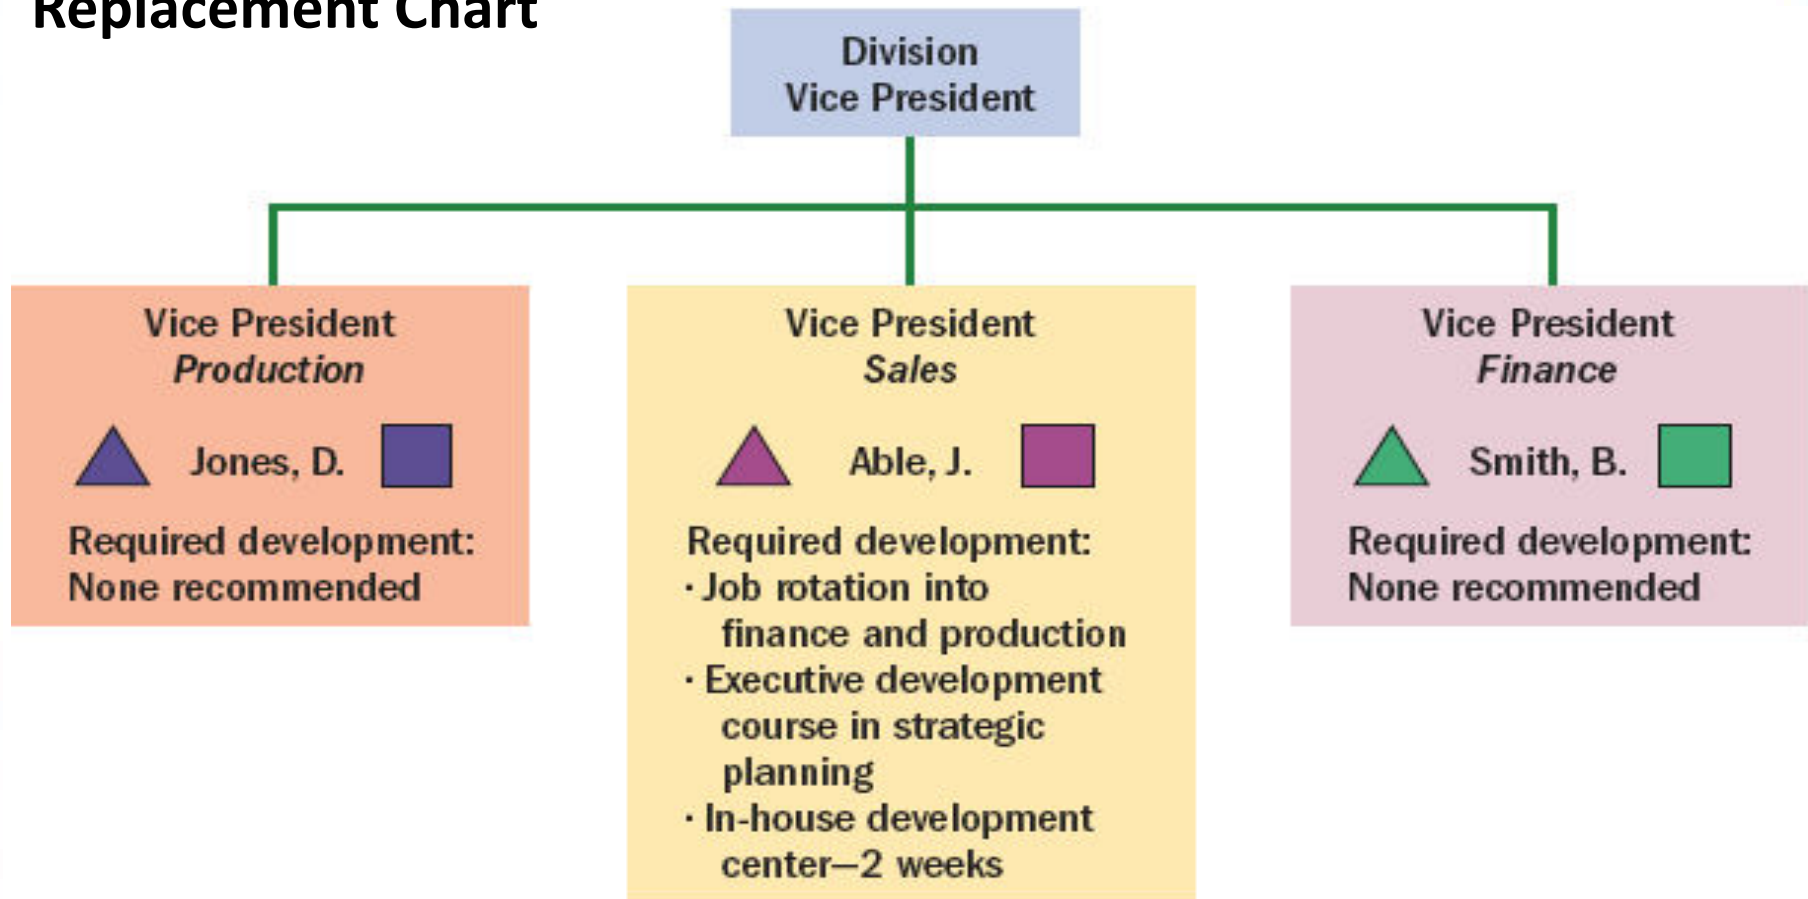 Replacement Chart
Division
Vice President
Vice President
Production
Jones, D.
Required development:
None recommended
Vice President
Sales
Able, J.
Required development:
· Job rotation into
finance and production
· Executive development
course in strategic
planning
· In-house development
center—2 weeks
Vice President
Finance
Smith, B.
Required development:
None recommended